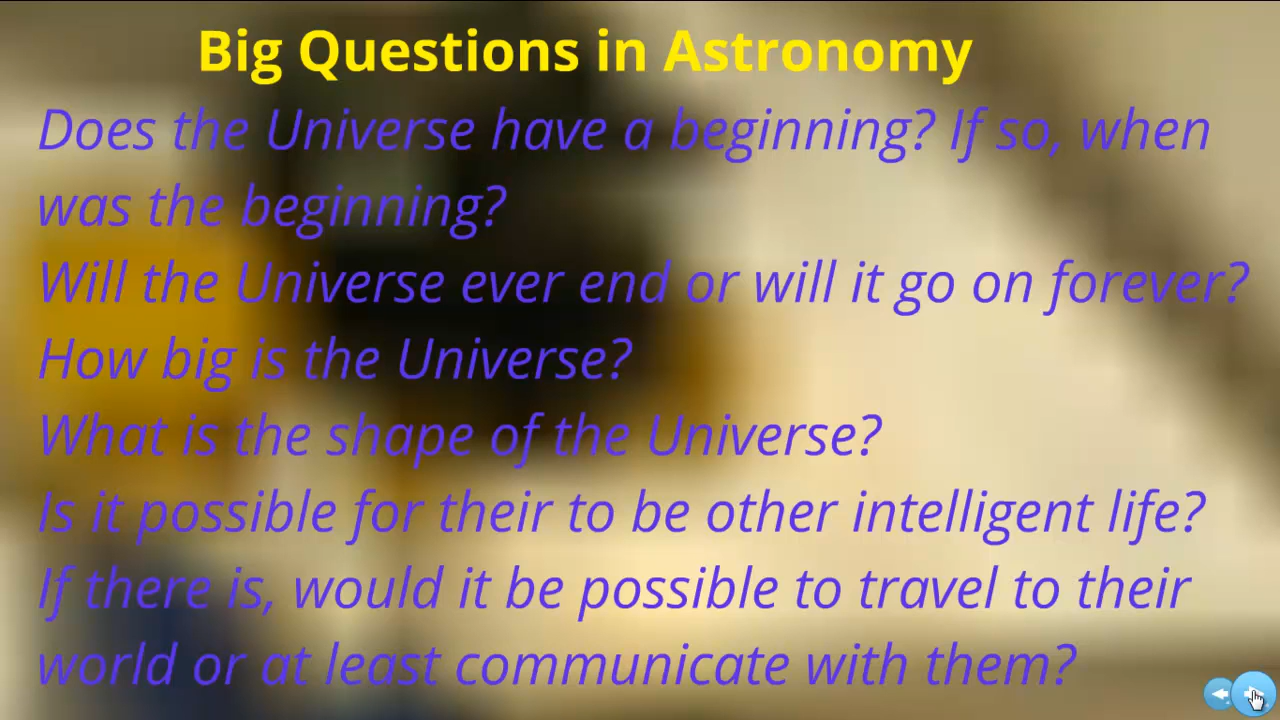 Big Questions in Astronomy
Does the Universe have a beginning? If so, when
was the beginning?
Will the Universe ever end or will it go on forever?
How big is the Universe?
What is the shape of the Universe?
Is it possible for their to be other intelligent life?
If there is, would it be possible to travel to their
world or at least communicate with them?